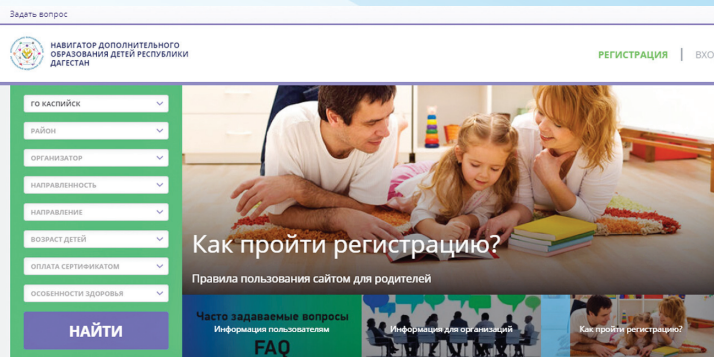 Задать вопрос
НАВИГАТОР ДОПОЛНИТЕЛЬНОГО
ОБРАЗОВАНИЯ ДЕТЕЙ РЕСПУБЛИКИ
ДАГЕСТАН
РЕГИСТРАЦИЯ
ВХО
ГО КАСПИЙСК
РАЙОН
ОРГАНИЗАТОР
НАПРАВЛЕННОСТЬ
НАПРАВЛЕНИЕ
ВОЗРАСТ ДЕТЕЙ
ОПЛАТА СЕРТИФИКАТОМ
ОСОБЕННОСТИ ЗДОРОВЬЯ
НАЙТИ
Как пройти регистрацию?
Правила пользования сайтом для родителей
Часто задаваемые вопросы
Информация пользователям
FAQ
Информация для организаций
Как пройти регистрацию?